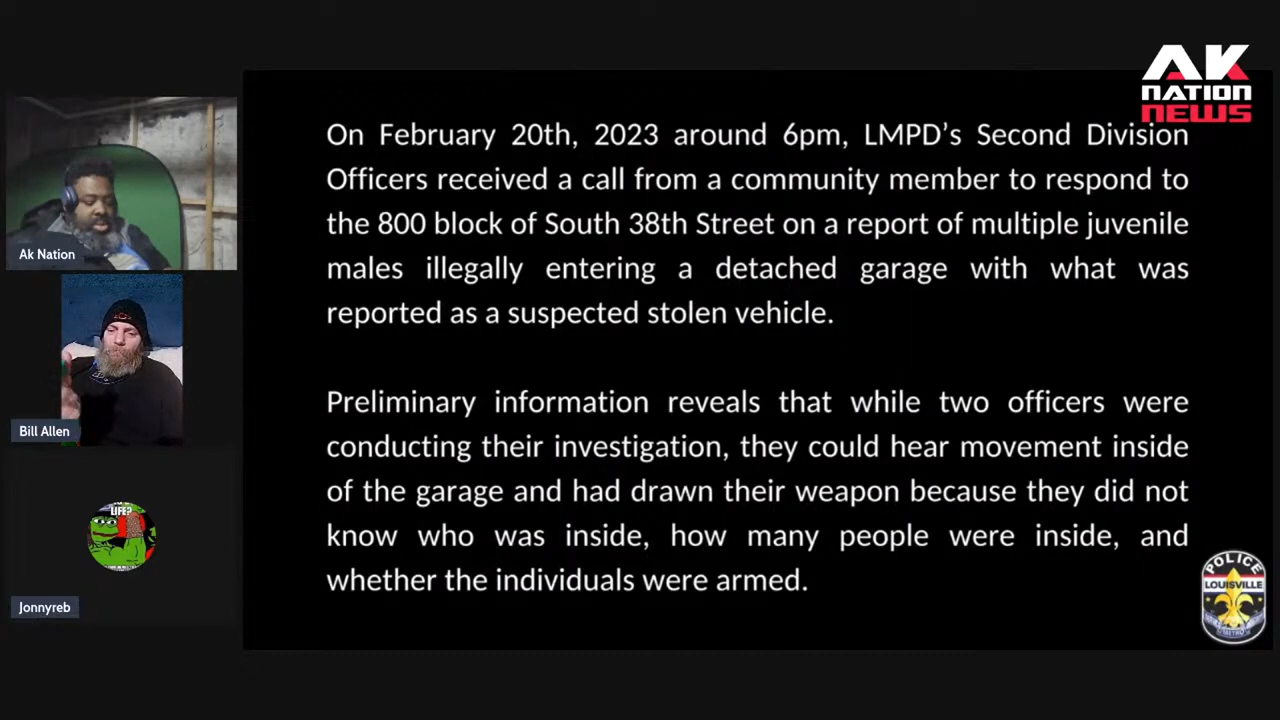 AK
NATION
NEWS
On February 20th, 2023 around 6pm, LMPD’s Second Division
Officers received a call from a community member to respond to
the 800 block of South 38th Street on a report of multiple juvenile
males illegally entering a detached garage with what was
reported as a suspected stolen vehicle.
Preliminary information reveals that while two officers were
conducting their investigation, they could hear movement inside
of the garage and had drawn their weapon because they did not
know who was inside, how many people were inside, and
whether the individuals were armed.
Ak Nation
Bill Allen
LIFE?
Jonnyreb
POLICE
LOUISVILLE